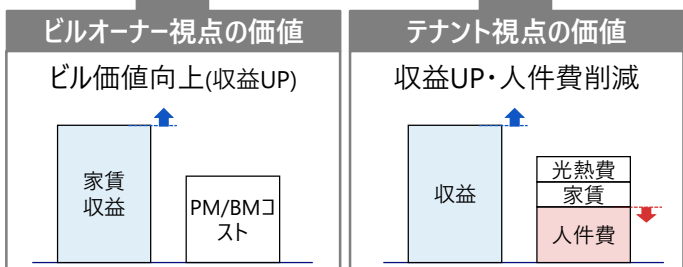 ビルオーナー視点の価値
ビル価値向上(収益UP)
家賃
収益
PM/BMコ
スト
テナント視点の価値
収益UP・人件費削減
収益
光熱費
家賃
人件費